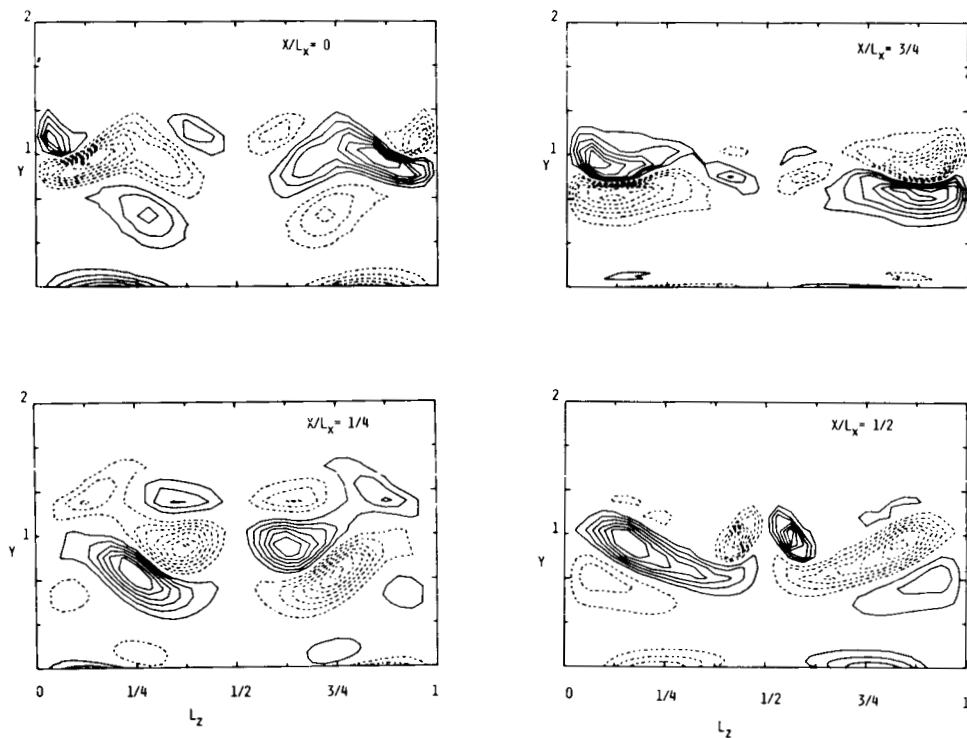 2
X/Lx = 0
1
Y
2
X/Lx = 3/4
1
Y
2
X/Lx = 1/4
1
Y
0 1/4 1/2 3/4 1
Lz
2
X/Lx = 1/2
1
Y
0 1/4 1/2 3/4 1
Lz